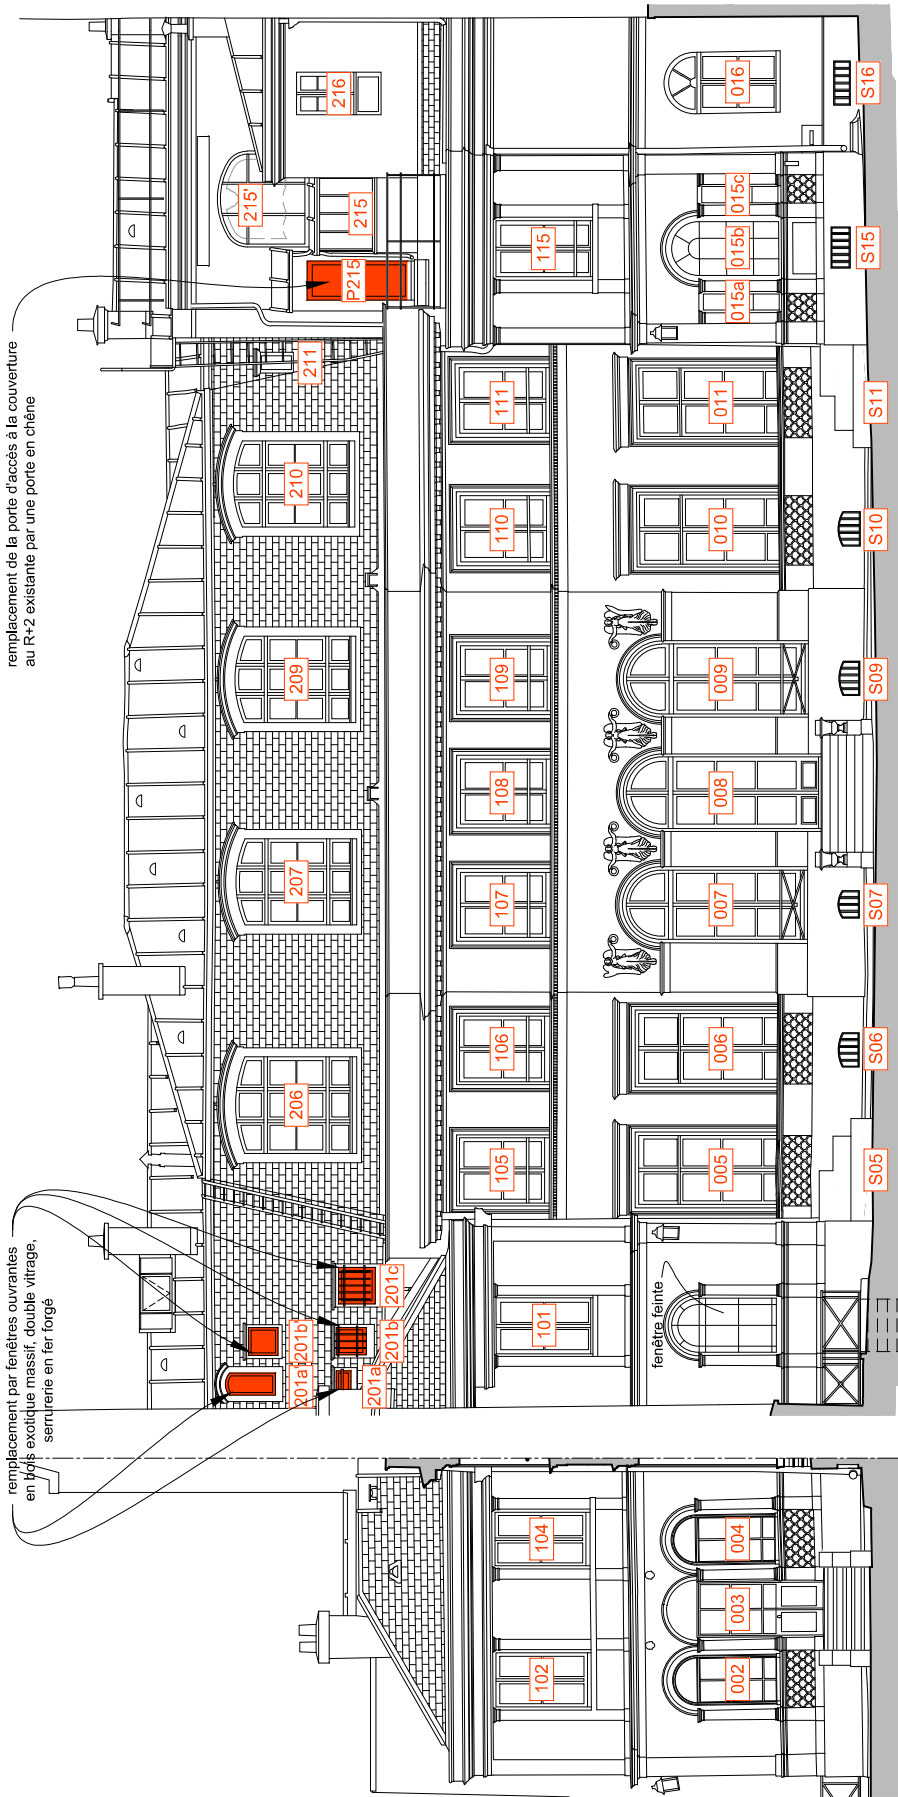 remplacement par fenêtres ouvrantes
en bois exotique massif, double vitrage,
serrurerie en fer forgé
remplacement de la porte d'accès à la couverture
au R+2 existante par une porte en chêne
201a'
201b'
206
207
209
210
211
P215
215'
215
216
201a
201b
201c
102
104
101
105
106
107
108
109
110
111
115
fenêtre feinte
002
003
004
005
006
007
008
009
010
011
015a
015b
015c
016
S05
S06
S07
S09
S10
S11
S15
S16